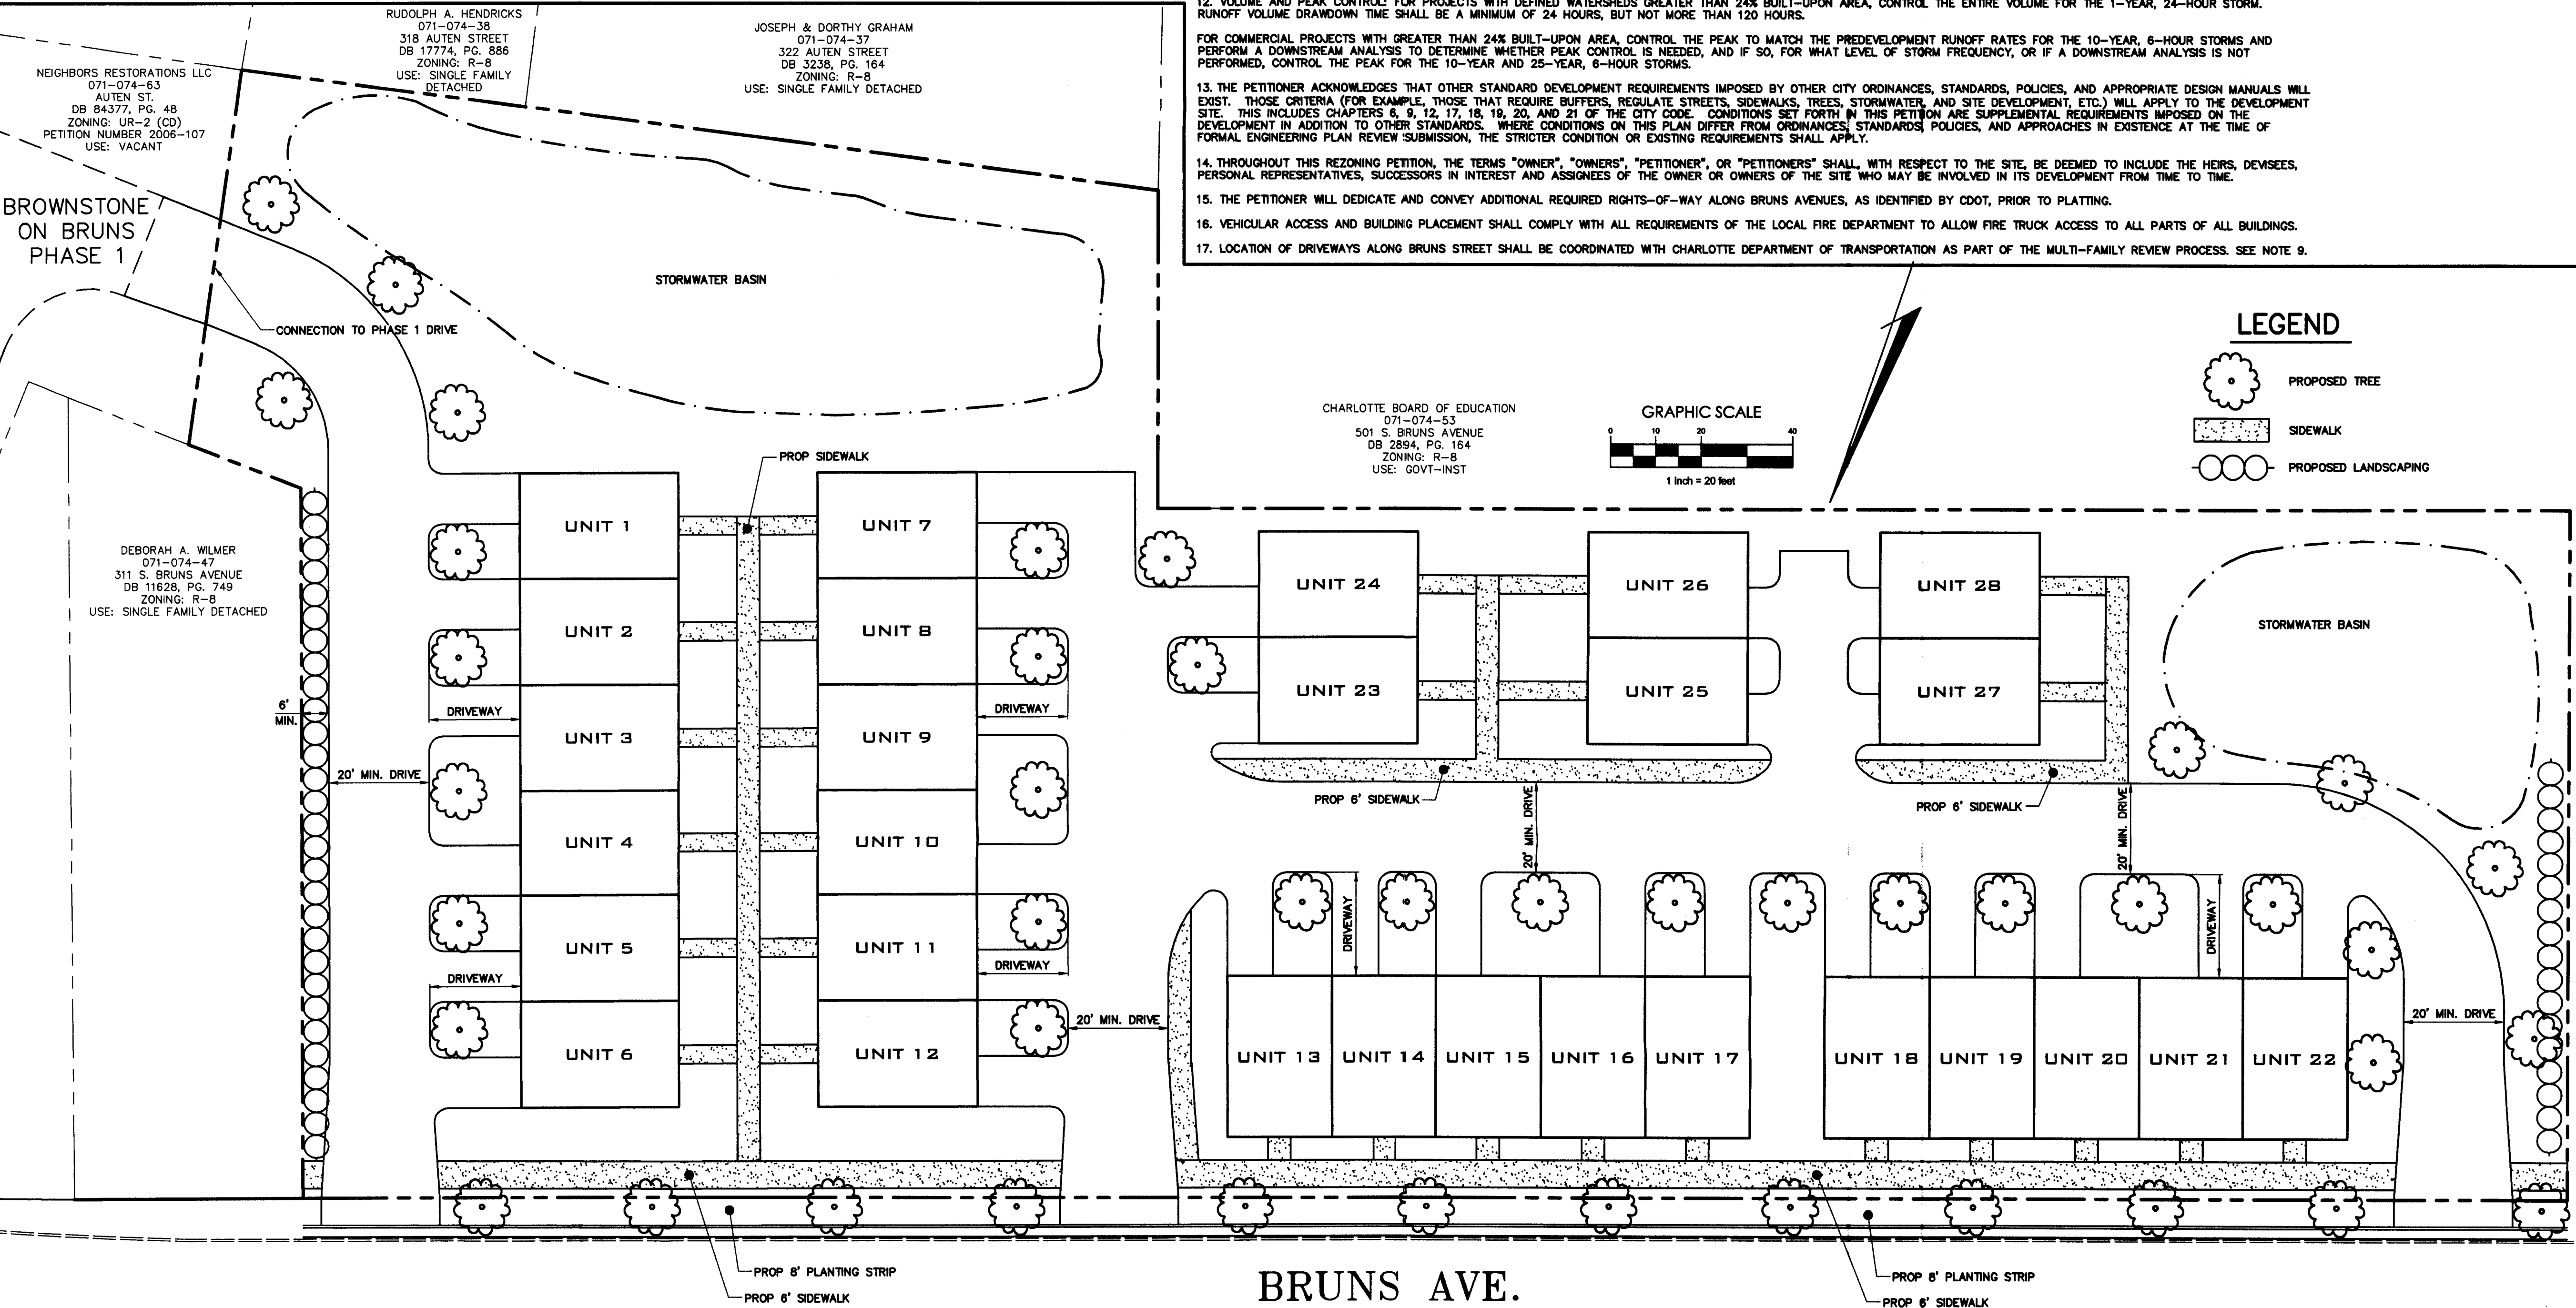 12. VOLUME AND PEAK CONTROL: FOR PROJECTS WITH DEFINED WATERSHEDS GREATER THAN 24% BUILT-UPON AREA, CONTROL THE ENTIRE VOLUME FOR THE 1-YEAR, 24-HOUR STORM.
RUNOFF VOLUME DRAWDOWN TIME SHALL BE A MINIMUM OF 24 HOURS, BUT NOT MORE THAN 120 HOURS.
FOR COMMERCIAL PROJECTS WITH GREATER THAN 24% BUILT-UPON AREA, CONTROL THE PEAK TO MATCH THE PREDEVELOPMENT RUNOFF RATES FOR THE 10-YEAR, 6-HOUR STORMS AND
PERFORM A DOWNSTREAM ANALYSIS TO DETERMINE WHETHER PEAK CONTROL IS NEEDED, AND IF SO, FOR WHAT LEVEL OF STORM FREQUENCY, OR IF A DOWNSTREAM ANALYSIS IS NOT
PERFORMED, CONTROL THE PEAK FOR THE 10-YEAR AND 25-YEAR, 6-HOUR STORMS.
13. THE PETITIONER ACKNOWLEDGES THAT OTHER STANDARD DEVELOPMENT REQUIREMENTS IMPOSED BY OTHER CITY ORDINANCES, STANDARDS, POLICIES, AND APPROPRIATE DESIGN MANUALS WILL
EXIST. THOSE CRITERIA (FOR EXAMPLE, THOSE THAT REQUIRE BUFFERS, REGULATE STREETS, SIDEWALKS, TREES, STORMWATER, AND SITE DEVELOPMENT, ETC.) WILL APPLY TO THE DEVELOPMENT
SITE. THIS INCLUDES CHAPTERS 6, 9, 12, 17, 18, 19, 20, AND 21 OF THE CITY CODE. CONDITIONS SET FORTH IN THIS PETITION ARE SUPPLEMENTAL REQUIREMENTS IMPOSED ON THE
DEVELOPMENT IN ADDITION TO OTHER STANDARDS. WHERE CONDITIONS ON THIS PLAN DIFFER FROM ORDINANCES, STANDARDS, POLICIES, AND APPROACHES IN EXISTENCE AT THE TIME OF
FORMAL ENGINEERING PLAN REVIEW SUBMISSION, THE STRICTER CONDITION OR EXISTING REQUIREMENTS SHALL APPLY.
14. THROUGHOUT THIS REZONING PETITION, THE TERMS "OWNER", "OWNERS", "PETITIONER", OR "PETITIONERS" SHALL, WITH RESPECT TO THE SITE, BE DEEMED TO INCLUDE THE HEIRS, DEVISEES,
PERSONAL REPRESENTATIVES, SUCCESSORS IN INTEREST AND ASSIGNEES OF THE OWNER OR OWNERS OF THE SITE WHO MAY BE INVOLVED IN ITS DEVELOPMENT FROM TIME TO TIME.
15. THE PETITIONER WILL DEDICATE AND CONVEY ADDITIONAL REQUIRED RIGHTS-OF-WAY ALONG BRUNS AVENUES, AS IDENTIFIED BY CDOT, PRIOR TO PLATTING.
16. VEHICULAR ACCESS AND BUILDING PLACEMENT SHALL COMPLY WITH ALL REQUIREMENTS OF THE LOCAL FIRE DEPARTMENT TO ALLOW FIRE TRUCK ACCESS TO ALL PARTS OF ALL BUILDINGS.
17. LOCATION OF DRIVEWAYS ALONG BRUNS STREET SHALL BE COORDINATED WITH CHARLOTTE DEPARTMENT OF TRANSPORTATION AS PART OF THE MULTI-FAMILY REVIEW PROCESS. SEE NOTE 9.
RUDOLPH A. HENDRICKS
071-074-38
318 AUTEN STREET
DB 17774, PG. 886
ZONING: R-8
USE: SINGLE FAMILY
DETACHED
JOSEPH & DORTHY GRAHAM
071-074-37
322 AUTEN STREET
DB 3238, PG. 164
ZONING: R-8
USE: SINGLE FAMILY DETACHED
NEIGHBORS RESTORATIONS LLC
071-074-63
AUTEN ST.
DB 84377, PG. 48
ZONING: UR-2 (CD)
PETITION NUMBER 2006-107
USE: VACANT
BROWNSTONE
ON BRUNS
PHASE 1
STORMWATER BASIN
CONNECTION TO PHASE 1 DRIVE
LEGEND
PROPOSED TREE
SIDEWALK
PROPOSED LANDSCAPING
CHARLOTTE BOARD OF EDUCATION
071-074-53
501 S. BRUNS AVENUE
DB 2894, PG. 164
ZONING: R-8
USE: GOVT-INST
GRAPHIC SCALE
0 10 20 40
1 inch = 20 feet
DEBORAH A. WILMER
071-074-47
311 S. BRUNS AVENUE
DB 11628, PG. 749
ZONING: R-8
USE: SINGLE FAMILY DETACHED
PROP SIDEWALK
UNIT 1
UNIT 2
UNIT 3
UNIT 4
UNIT 5
UNIT 6
UNIT 7
UNIT 8
UNIT 9
UNIT 10
UNIT 11
UNIT 12
6'
MIN.
20' MIN. DRIVE
DRIVEWAY
DRIVEWAY
DRIVEWAY
DRIVEWAY
20' MIN. DRIVE
UNIT 24
UNIT 23
UNIT 26
UNIT 25
UNIT 28
UNIT 27
STORMWATER BASIN
PROP 6' SIDEWALK
PROP 6' SIDEWALK
20' MIN. DRIVE
20' MIN. DRIVE
DRIVEWAY
DRIVEWAY
20' MIN. DRIVE
UNIT 13
UNIT 14
UNIT 15
UNIT 16
UNIT 17
UNIT 18
UNIT 19
UNIT 20
UNIT 21
UNIT 22
PROP 8' PLANTING STRIP
PROP 6' SIDEWALK
BRUNS AVE.
PROP 8' PLANTING STRIP
PROP 6' SIDEWALK